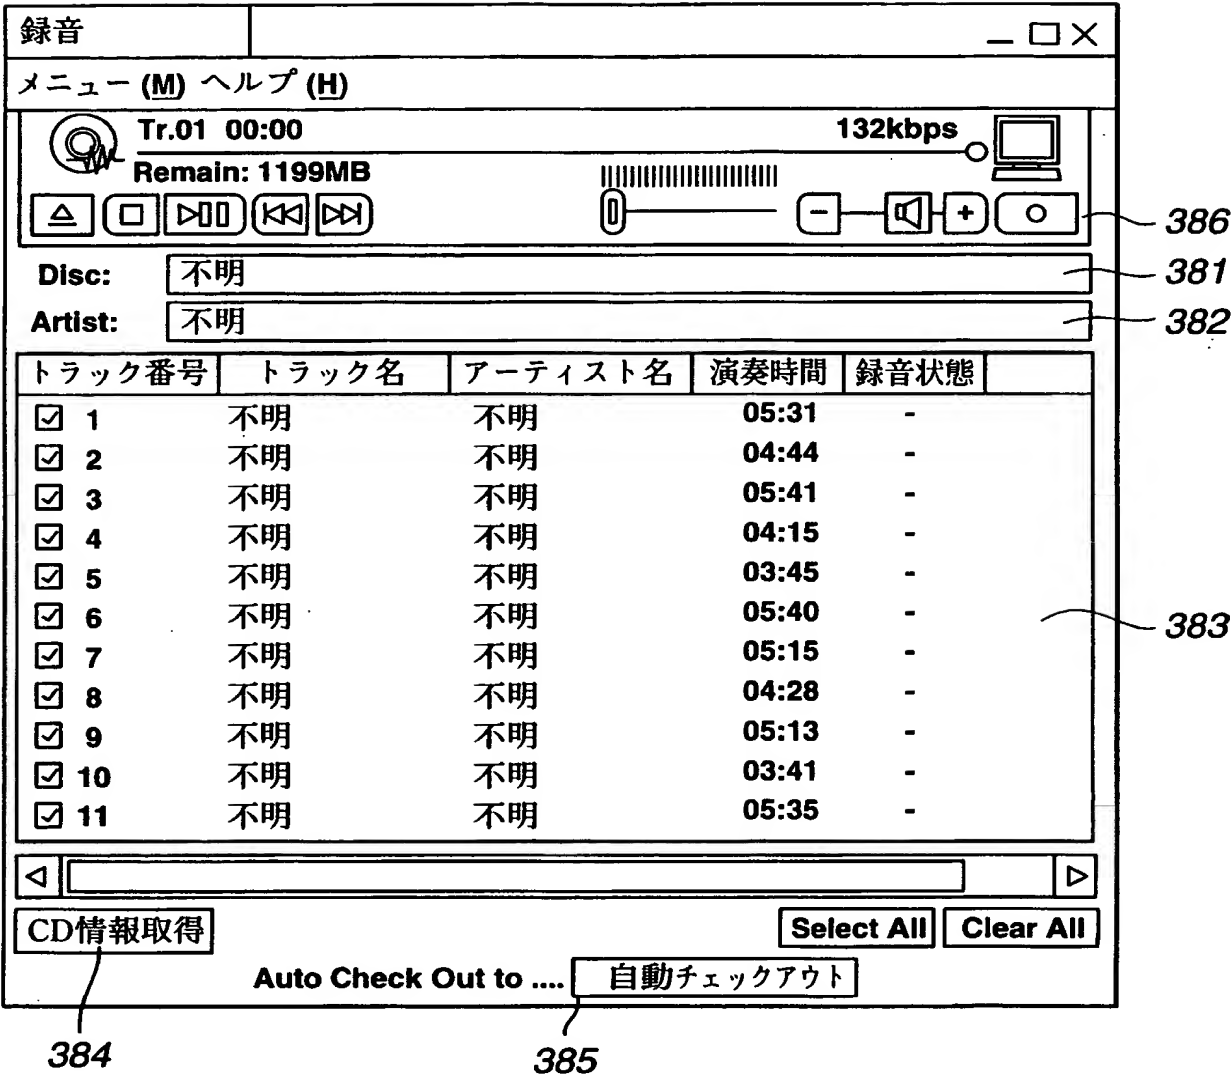 録音
メニュー (M) ヘルプ (H)
Tr.01 00:00 132kbps
Remain: 1199MB
386
Disc: 不明 381
Artist: 不明 382
トラック番号 トラック名 アーティスト名 演奏時間 録音状態
1 不明 不明 05:31 -
2 不明 不明 04:44 -
3 不明 不明 05:41 -
4 不明 不明 04:15 -
5 不明 不明 03:45 -
6 不明 不明 05:40 -
383
7 不明 不明 05:15 -
8 不明 不明 04:28 -
9 不明 不明 05:13 -
10 不明 不明 03:41 -
11 不明 不明 05:35 -
CD情報取得 Select All Clear All
Auto Check Out to .... 自動チェックアウト
384 385